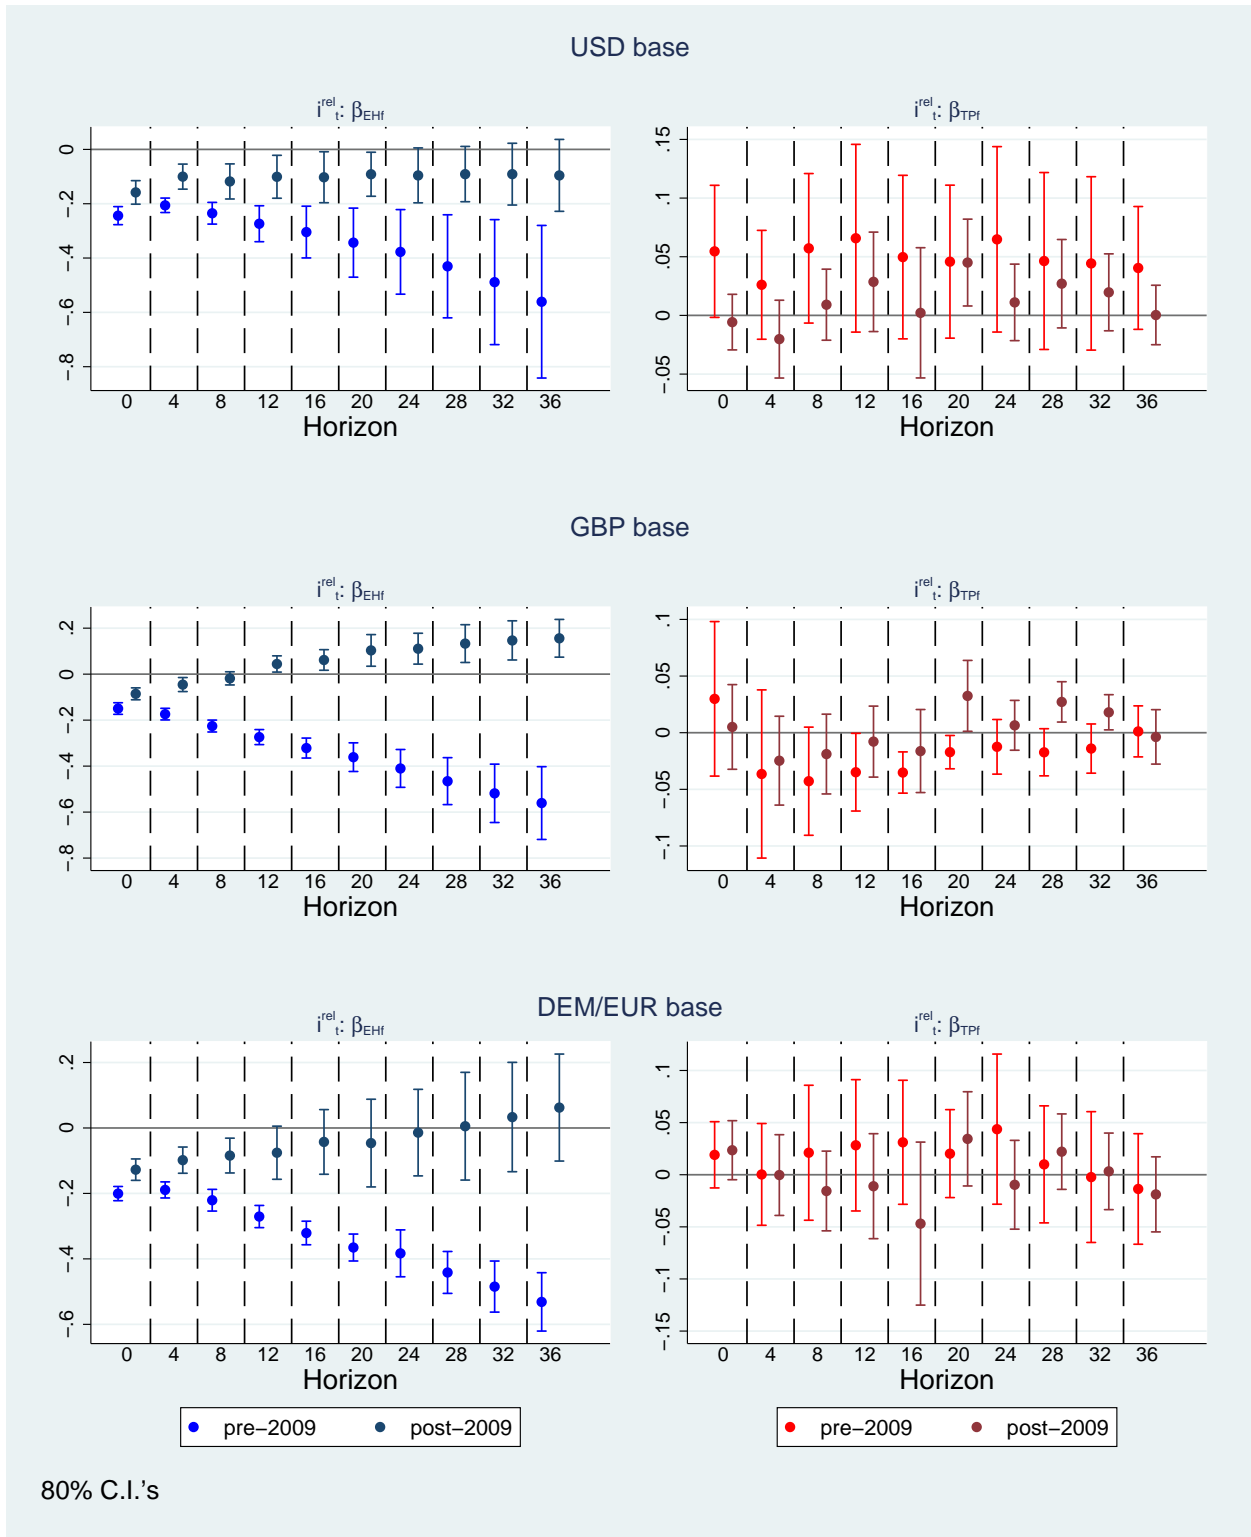 USD base
i^rel_t: β_EHf
i^rel_t: β_TPf
0
−.2
−.4
−.6
−.8
0 4 8 12 16 20 24 28 32 36
Horizon
.15
.1
.05
0
−.05
0 4 8 12 16 20 24 28 32 36
Horizon
GBP base
i^rel_t: β_EHf
i^rel_t: β_TPf
.2
0
−.2
−.4
−.6
−.8
0 4 8 12 16 20 24 28 32 36
Horizon
.1
.05
0
−.05
−.1
0 4 8 12 16 20 24 28 32 36
Horizon
DEM/EUR base
i^rel_t: β_EHf
i^rel_t: β_TPf
.2
0
−.2
−.4
−.6
0 4 8 12 16 20 24 28 32 36
Horizon
.1
.05
0
−.05
−.1
−.15
0 4 8 12 16 20 24 28 32 36
Horizon
pre−2009 post−2009
pre−2009 post−2009
80% C.I.'s